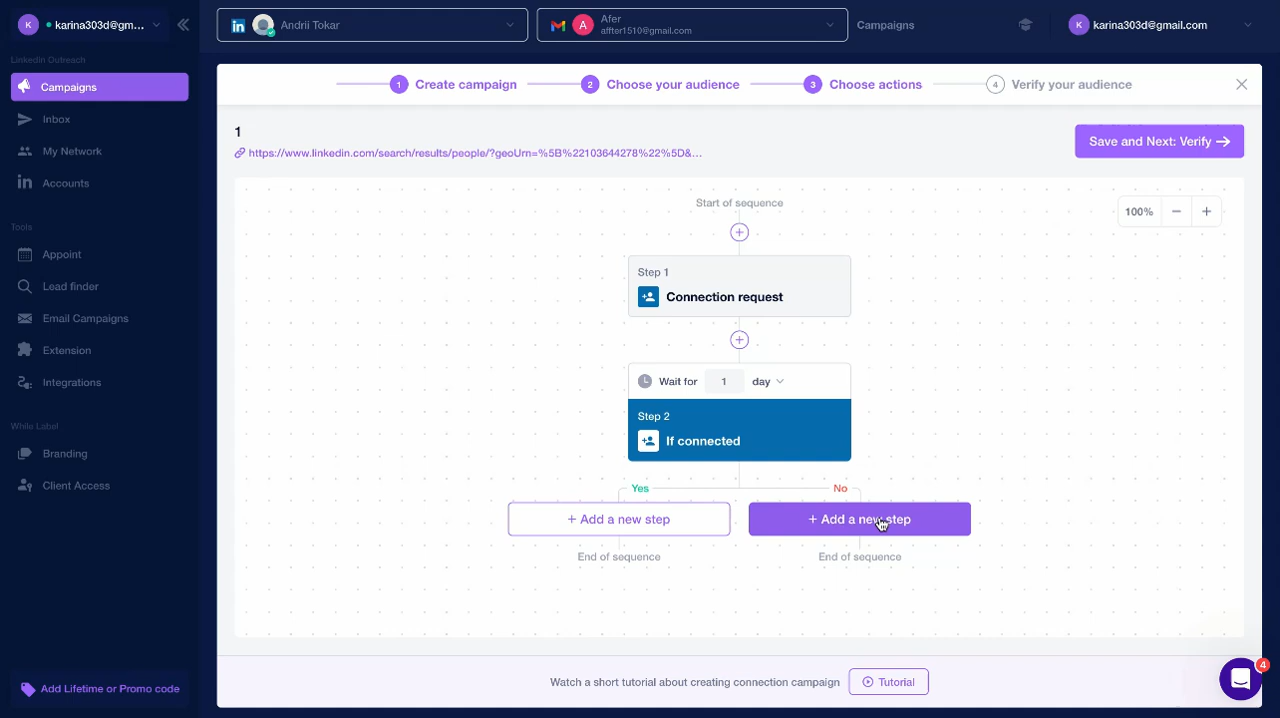 K karina303d@gm...
Andrii Tokar
A Afer
affter1510@gmail.com
Campaigns
K karina303d@gmail.com
LinkedIn Outreach
Campaigns
Inbox
My Network
Accounts
Tools
Appoint
Lead finder
Email Campaigns
Extension
Integrations
While Label
Branding
Client Access
Add Lifetime or Promo code
1 Create campaign
2 Choose your audience
3 Choose actions
4 Verify your audience
1
https://www.linkedin.com/search/results/people/?geoUrn=%5B%22103644278%22%5D&...
Save and Next: Verify
100%
Start of sequence
Step 1
Connection request
Wait for 1 day
Step 2
If connected
Yes
No
+ Add a new step
+ Add a new step
End of sequence
End of sequence
Watch a short tutorial about creating connection campaign
Tutorial
4